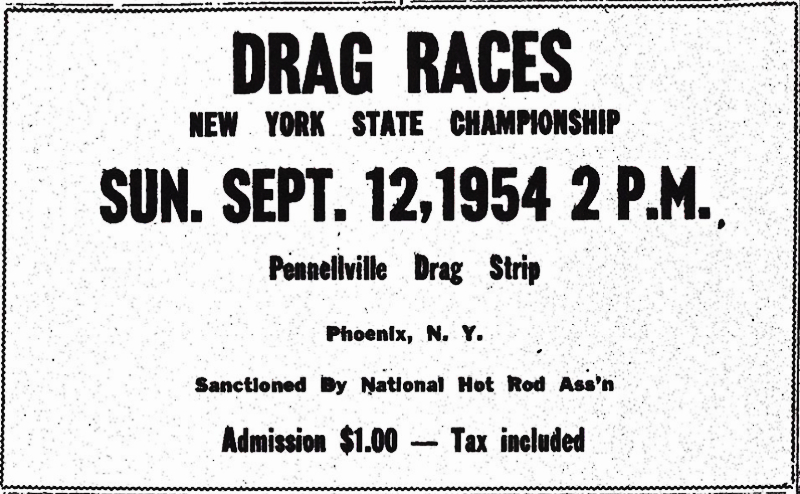 DRAG RACES
NEW YORK STATE CHAMPIONSHIP
SUN. SEPT. 12,1954 2 P.M.
Pennellville Drag Strip
Phoenix, N. Y.
Sanctioned By National Hot Rod Ass'n
Admission $1.00 — Tax included